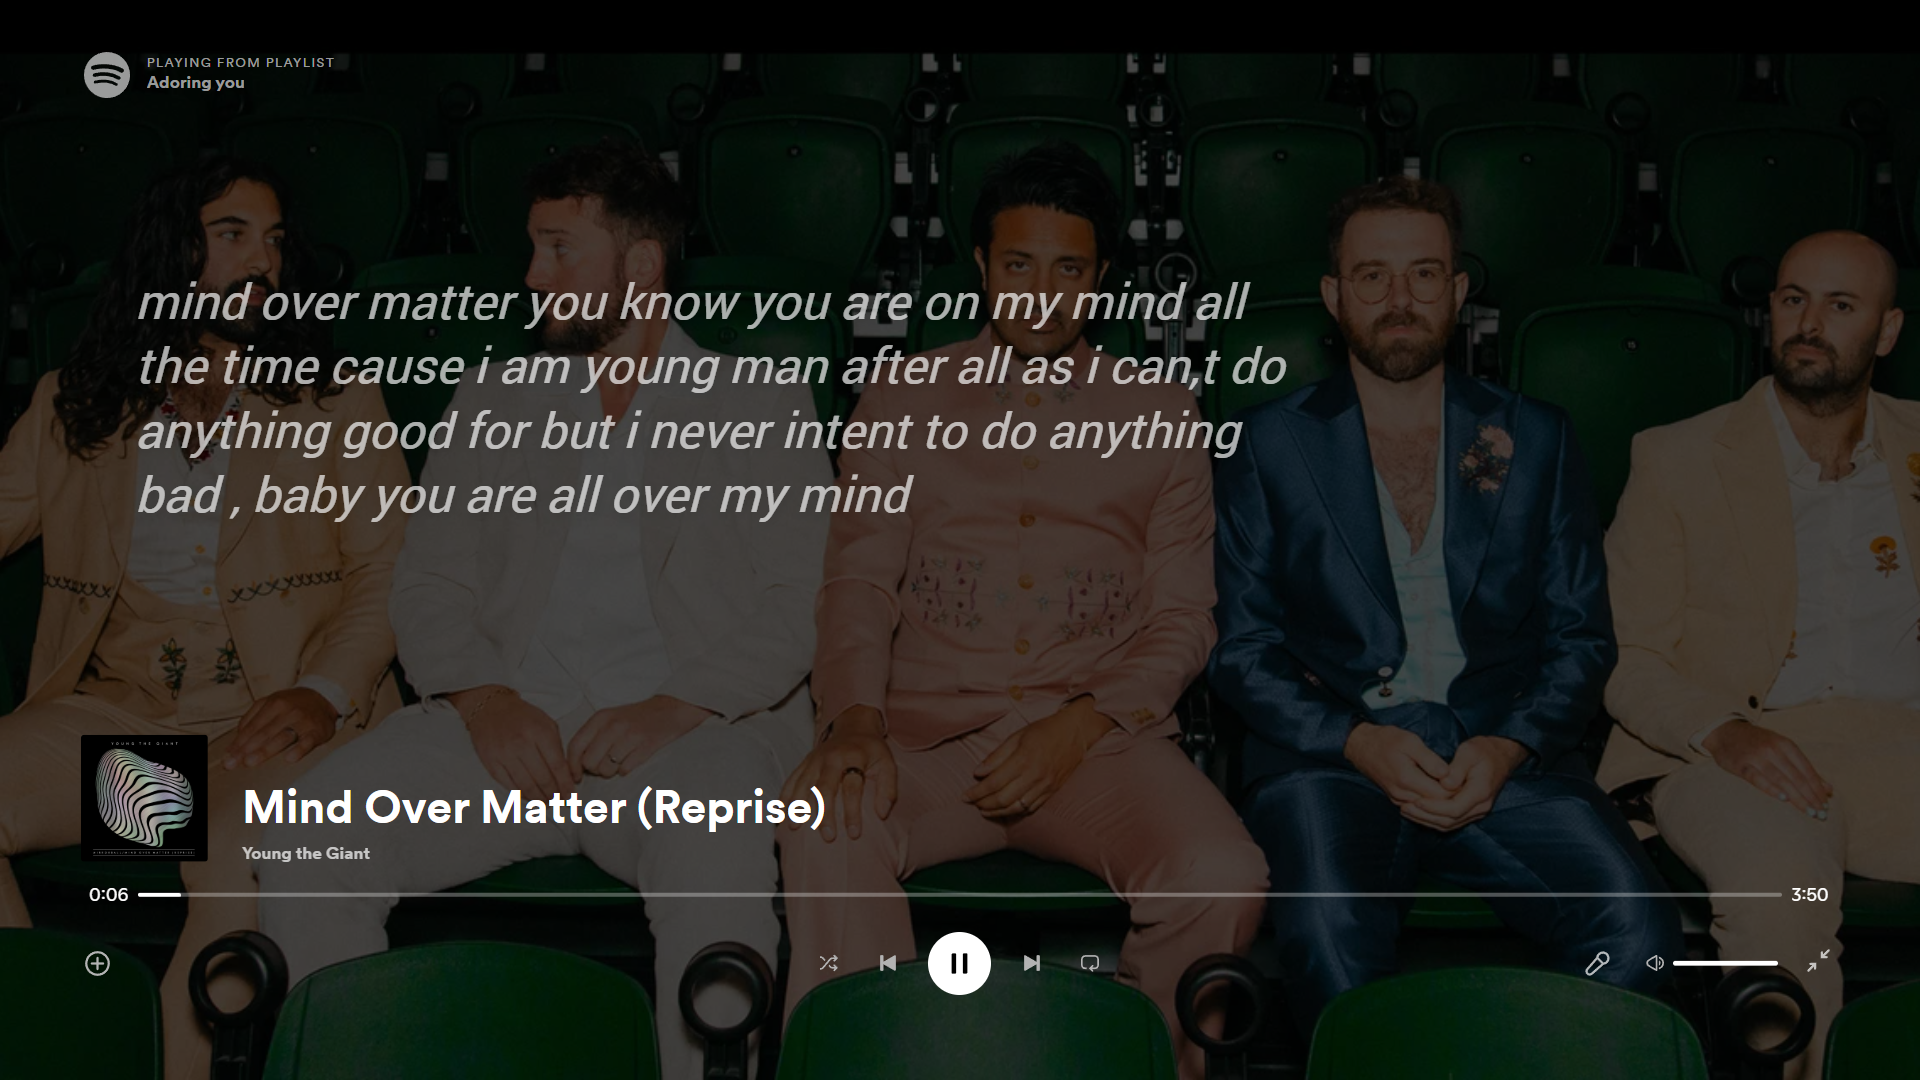 PLAYING FROM PLAYLIST
Adoring you
mind over matter you know you are on my mind all
the time cause i am young man after all as i can,t do
anything good for but i never intent to do anything
bad , baby you are all over my mind
YOUNG THE GIANT
Mind Over Matter (Reprise)
Young the Giant
0:06
3:50